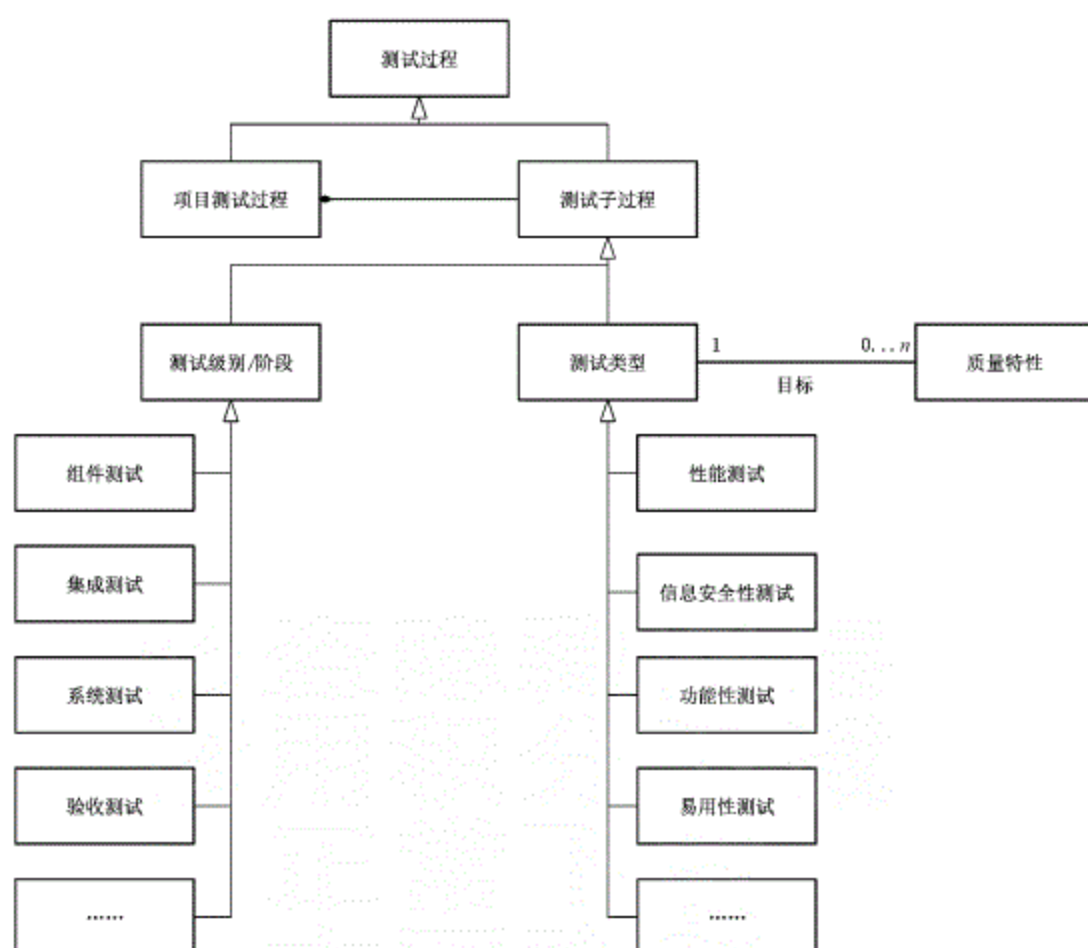 测试过程
项目测试过程
测试子过程
测试级别/阶段
测试类型
1
0...n
目标
质量特性
组件测试
性能测试
集成测试
信息安全性测试
系统测试
功能性测试
验收测试
易用性测试
……
……